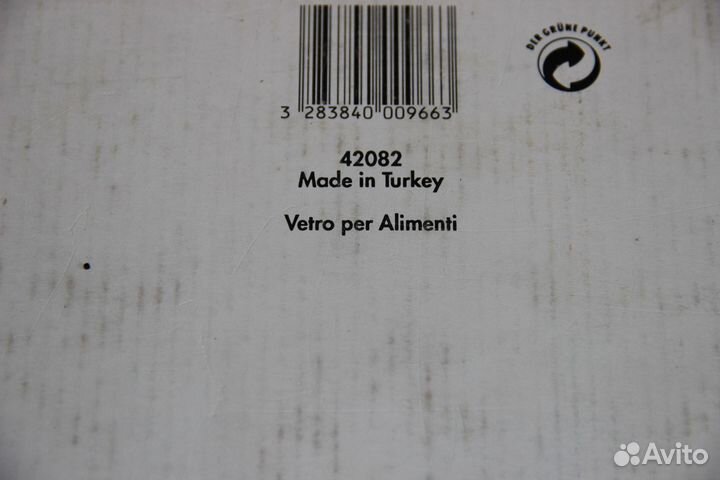 DER GRÜNE PUNKT
3 283840 009663
42082
Made in Turkey
Vetro per Alimenti
Avito